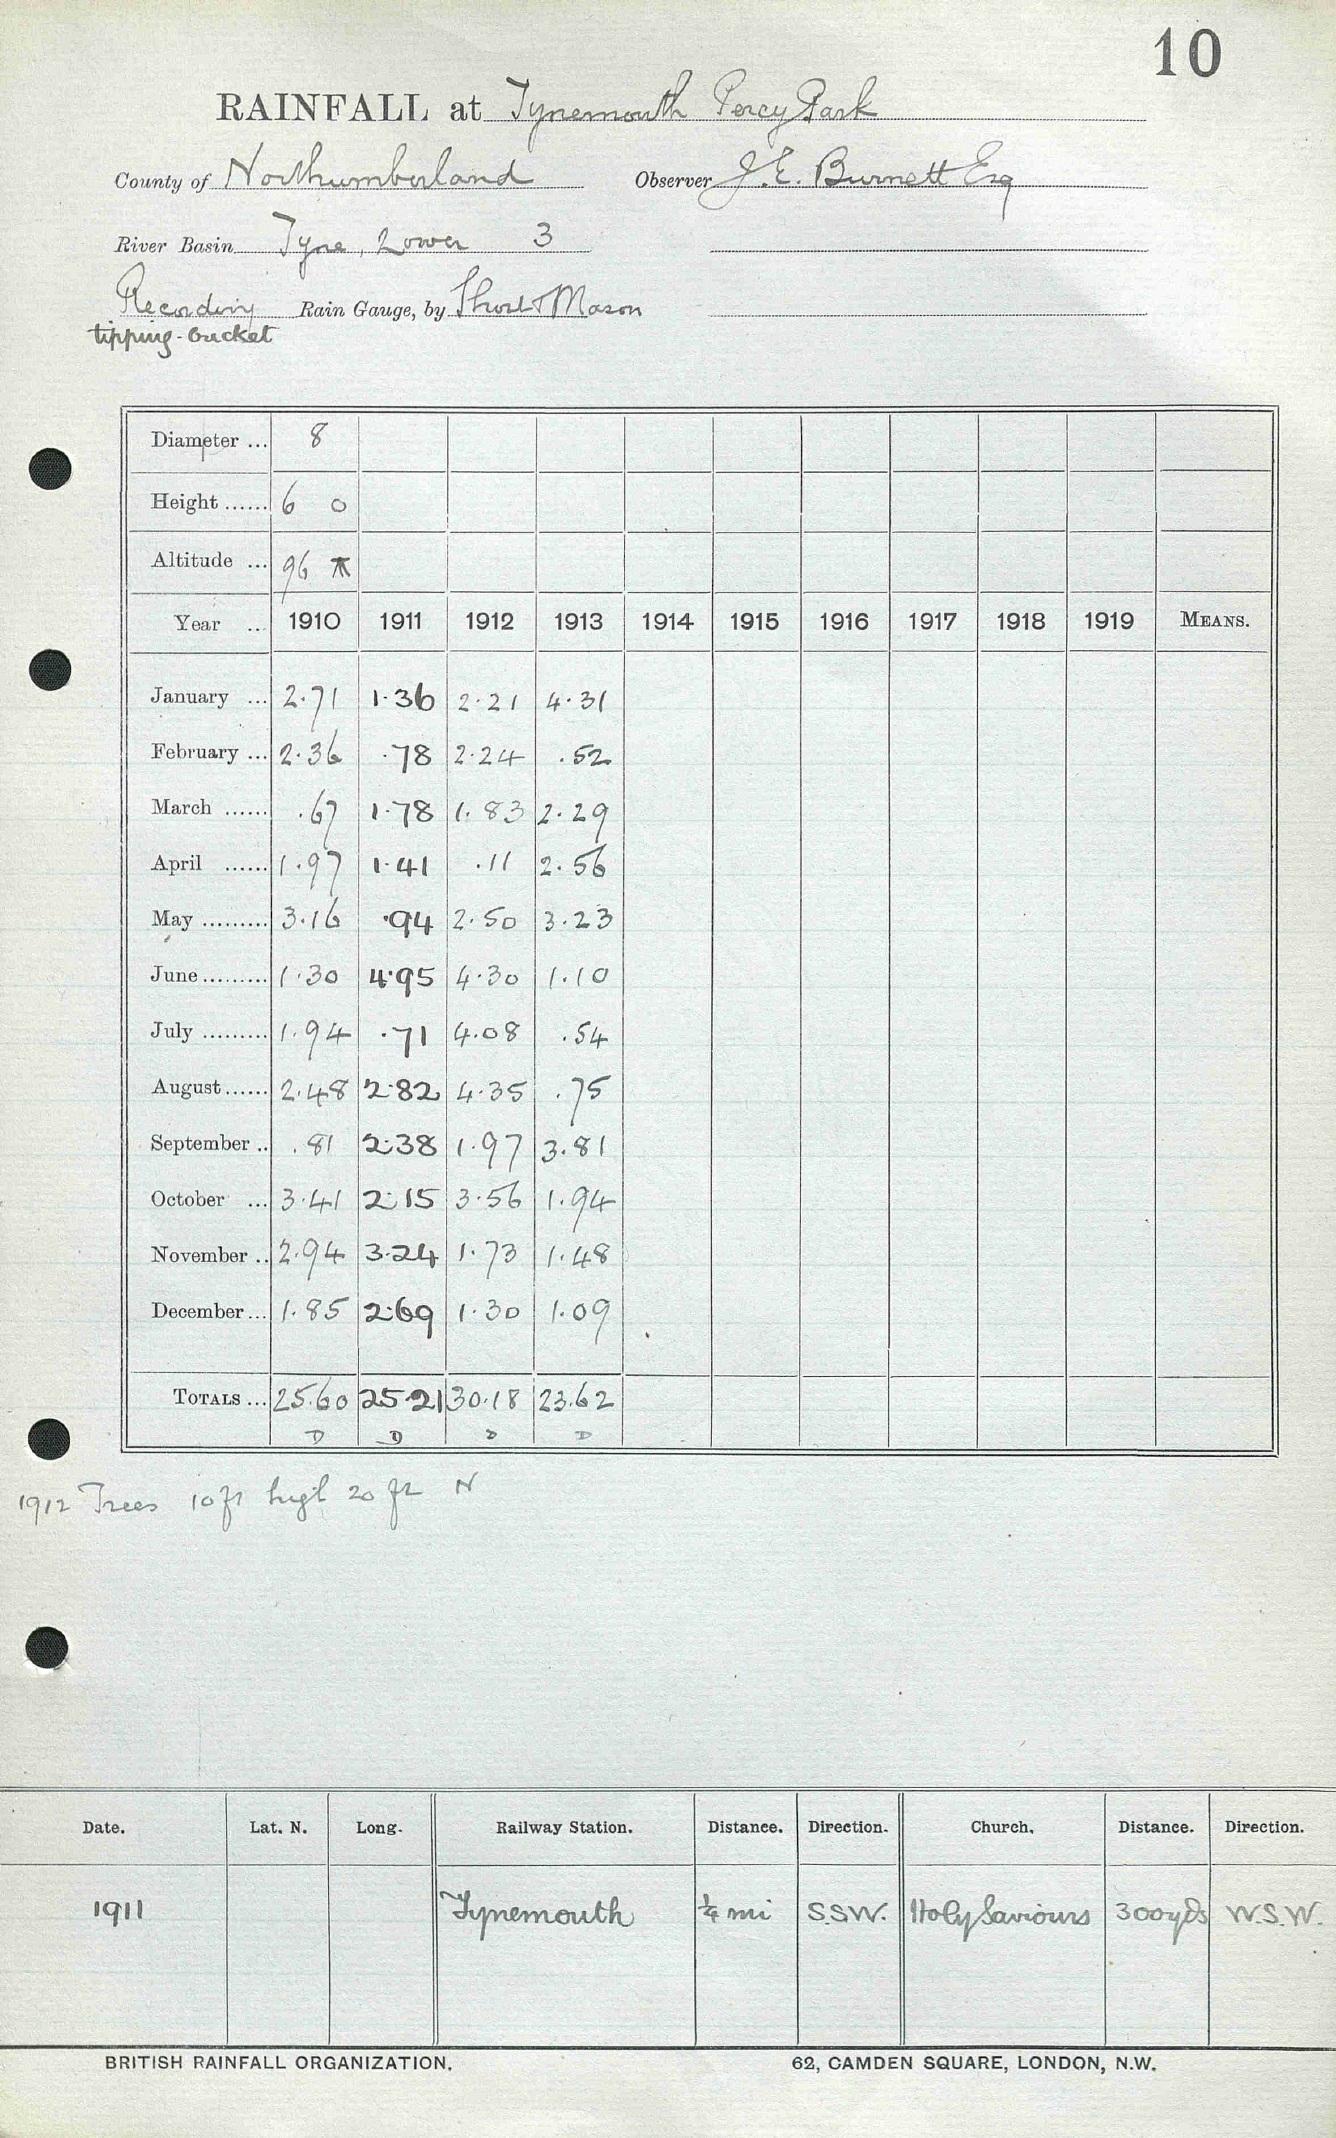 10
RAINFALL at Tynemouth Percy Park
County of Northumberland Observer J. E. Burnett Esq
River Basin Tyne, Lower 3
Recording Rain Gauge, by Short & Mason
tipping-bucket
Diameter ... 8
Height ...... 6 0
Altitude ... 96
Year .. 1910 1911 1912 1913 1914 1915 1916 1917 1918 1919 MEANS.
January ... 2.71 1.36 2.21 4.31
February ... 2.36 .78 2.24 .52
March ...... .67 1.78 1.83 2.29
April ...... 1.97 1.41 .11 2.56
May ......... 3.16 .94 2.50 3.23
June ......... 1.30 4.95 4.30 1.10
July ......... 1.94 .71 4.08 .54
August ...... 2.48 2.82 4.35 .75
September .. .81 2.38 1.97 3.81
October ... 3.41 2.15 3.56 1.94
November .. 2.94 3.24 1.73 1.48
December ... 1.85 2.69 1.30 1.09
TOTALS ... 25.60 25.21 30.18 23.62
D D D D
1912 Trees 10 ft high 20 ft N
Date. Lat. N. Long. Railway Station. Distance. Direction. Church. Distance. Direction.
1911 Tynemouth ¼ mi S.S.W. Holy Saviours 300 yds W.S.W.
BRITISH RAINFALL ORGANIZATION. 62, CAMDEN SQUARE, LONDON, N.W.